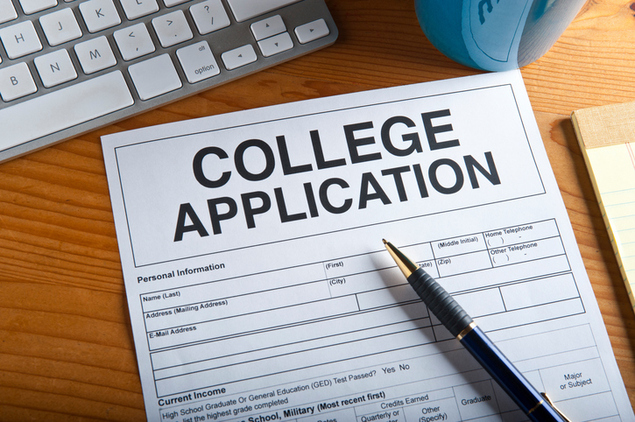 H J K L : "
B N M < > ?
, . /
alt
option
COLLEGE
APPLICATION
Personal Information
Name (Last) (First) (Middle Initial) Home Telephone
( ) -
Address (Mailing Address) (City) (Zip) Other Telephone
( ) -
E-Mail Address
Current Income
High School Graduate Or General Education (GED) Test Passed? Yes No
list the highest grade completed
School, Military (Most recent first)
Credits Earned Graduate Major
Quarterly or Other or Subject
(Specify)